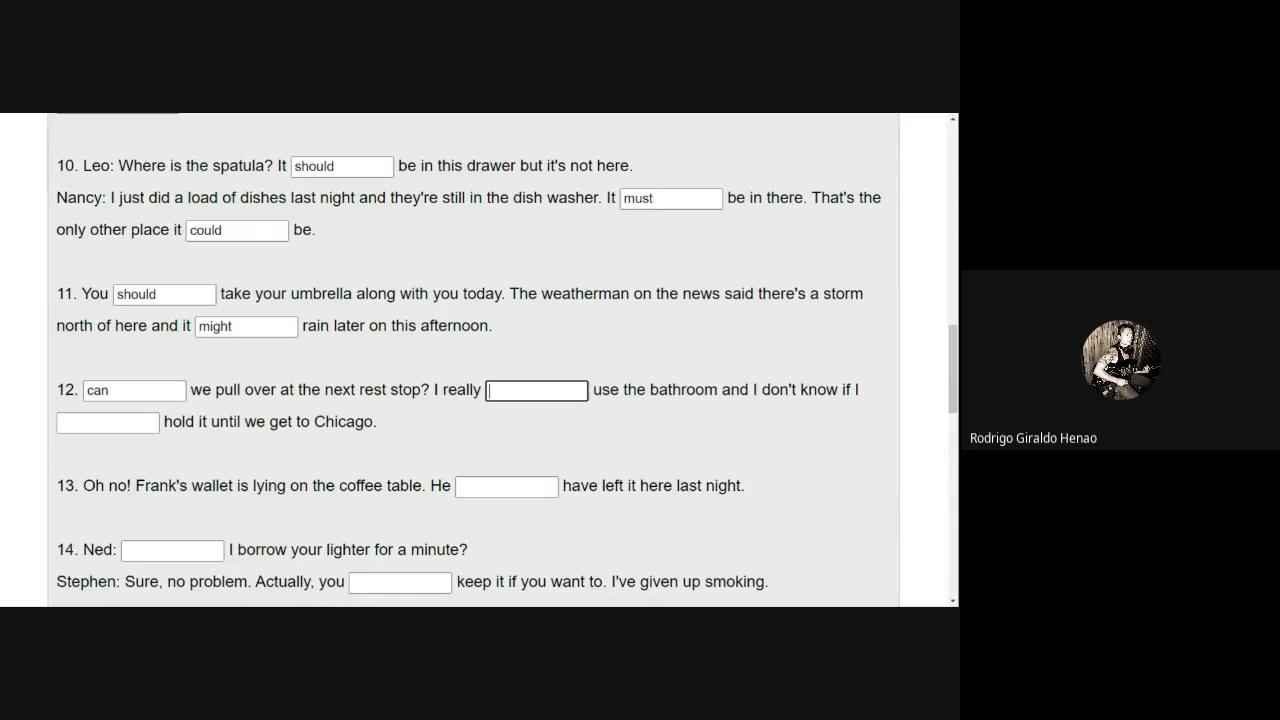 10. Leo: Where is the spatula? It should be in this drawer but it's not here.
Nancy: I just did a load of dishes last night and they're still in the dish washer. It must be in there. That's the
only other place it could be.
11. You should take your umbrella along with you today. The weatherman on the news said there's a storm
north of here and it might rain later on this afternoon.
12. can we pull over at the next rest stop? I really use the bathroom and I don't know if I
hold it until we get to Chicago.
13. Oh no! Frank's wallet is lying on the coffee table. He have left it here last night.
14. Ned: I borrow your lighter for a minute?
Stephen: Sure, no problem. Actually, you keep it if you want to. I've given up smoking.
Rodrigo Giraldo Henao